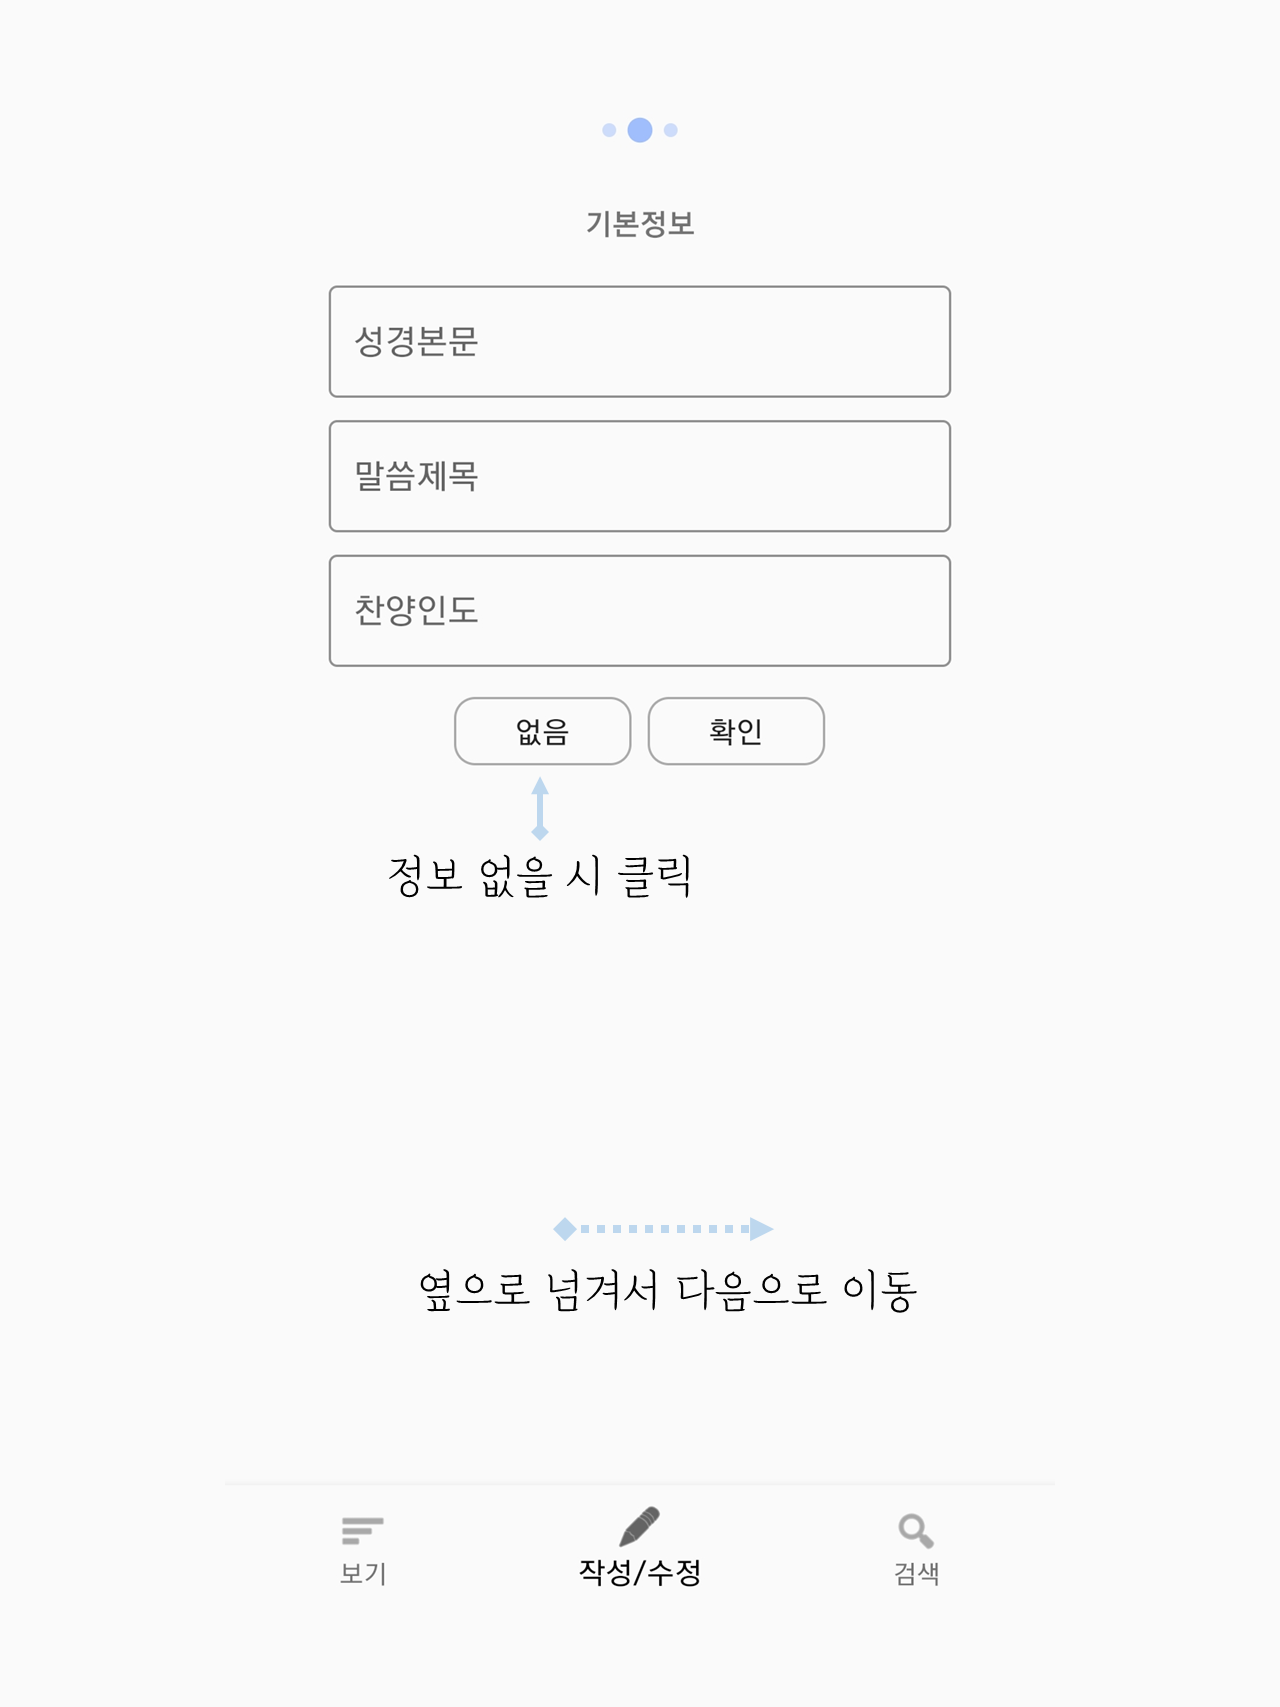 기본정보
성경본문
말씀제목
찬양인도
없음 확인
정보 없을 시 클릭
옆으로 넘겨서 다음으로 이동
보기 작성/수정 검색